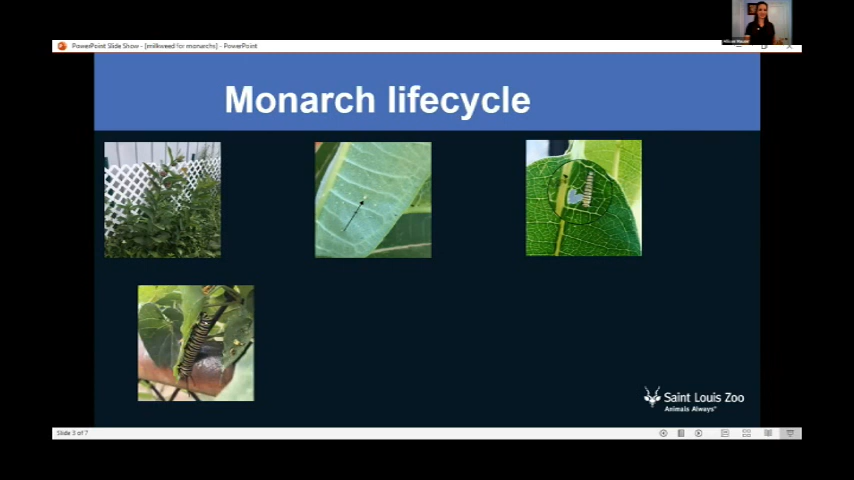 PowerPoint Slide Show - [milkweed for monarchs] - PowerPoint
Monarch lifecycle
Saint Louis Zoo
Animals Always®
Slide 3 of 7